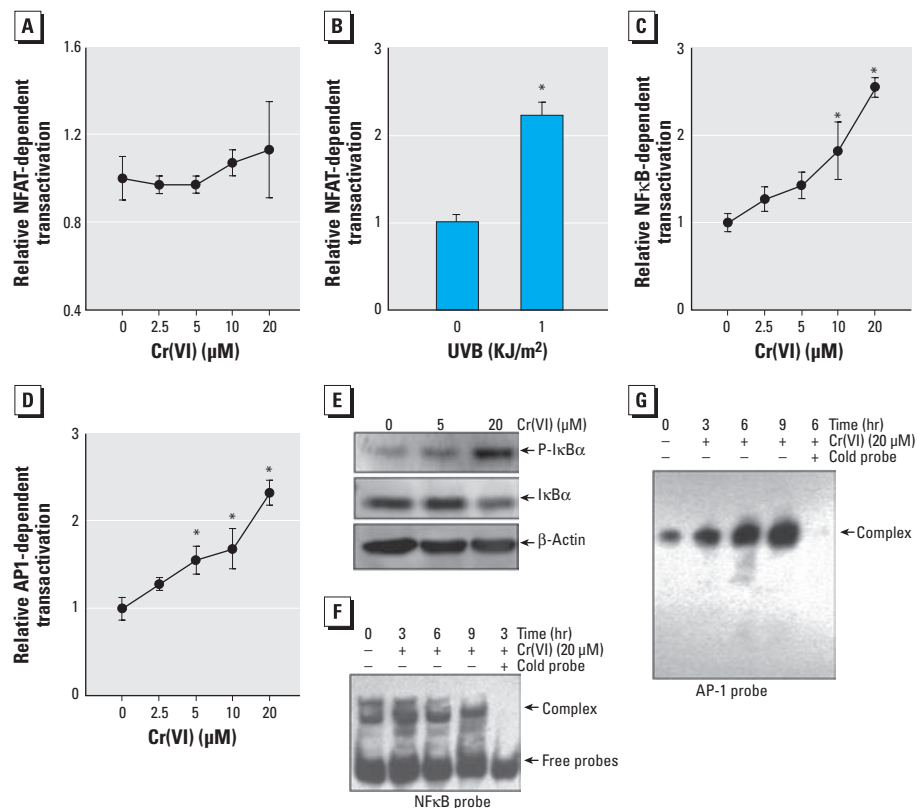 A
Relative NFAT-dependent
transactivation
1.6
1.2
0.8
0.4
0 2.5 5 10 20
Cr(VI) (µM)
B
Relative NFAT-dependent
transactivation
3
2
1
0
*
0 1
UVB (KJ/m²)
C
Relative NFκB-dependent
transactivation
3
2
1
0
* *
0 2.5 5 10 20
Cr(VI) (µM)
D
Relative AP1-dependent
transactivation
3
2
1
0
* * *
0 2.5 5 10 20
Cr(VI) (µM)
E
0 5 20 Cr(VI) (µM)
P-IκBα
IκBα
β-Actin
F
0 3 6 9 3 Time (hr)
– + + + + Cr(VI) (20 µM)
– – – – + Cold probe
Complex
Free probes
NFκB probe
G
0 3 6 9 6 Time (hr)
– + + + + Cr(VI) (20 µM)
– – – – + Cold probe
Complex
AP-1 probe